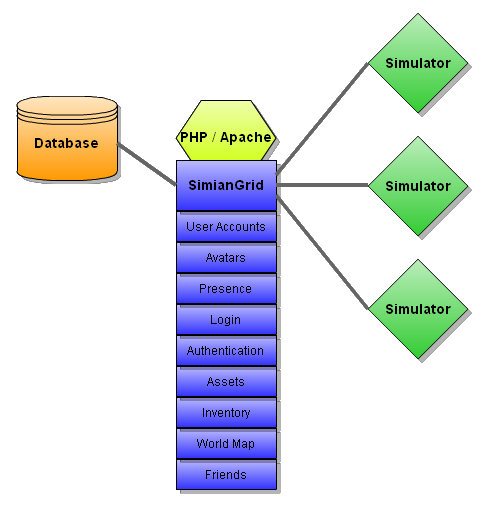 Simulator
PHP / Apache
Database
SimianGrid
Simulator
User Accounts
Avatars
Presence
Login
Simulator
Authentication
Assets
Inventory
World Map
Friends